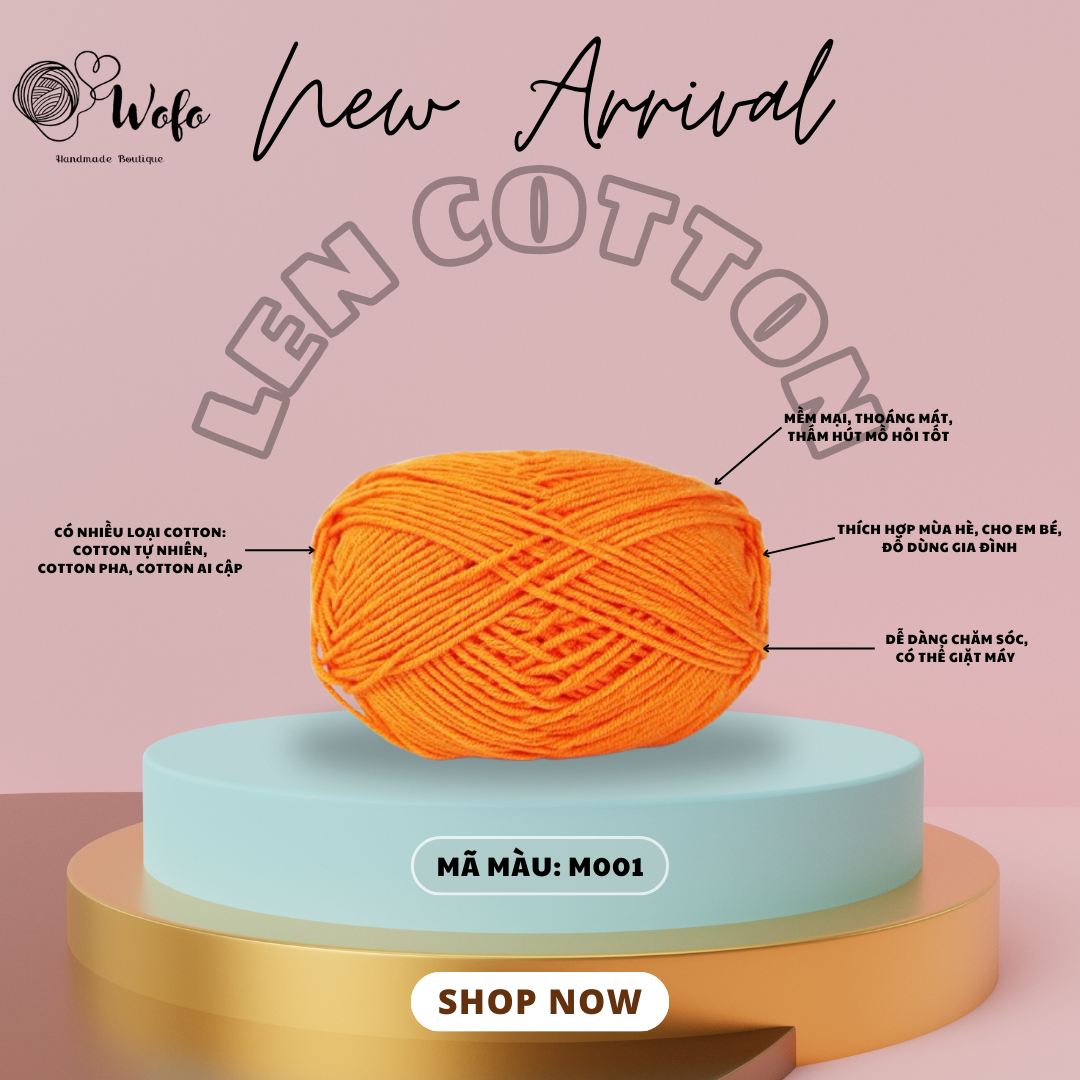 Wofo
Handmade Boutique
New Arrival
LEN COTTON
MỀM MẠI, THOÁNG MÁT,
THẤM HÚT MỒ HÔI TỐT
CÓ NHIỀU LOẠI COTTON:
COTTON TỰ NHIÊN,
COTTON PHA, COTTON AI CẬP
THÍCH HỢP MÙA HÈ, CHO EM BÉ,
ĐỒ DÙNG GIA ĐÌNH
DỄ DÀNG CHĂM SÓC,
CÓ THỂ GIẶT MÁY
MÃ MÀU: M001
SHOP NOW